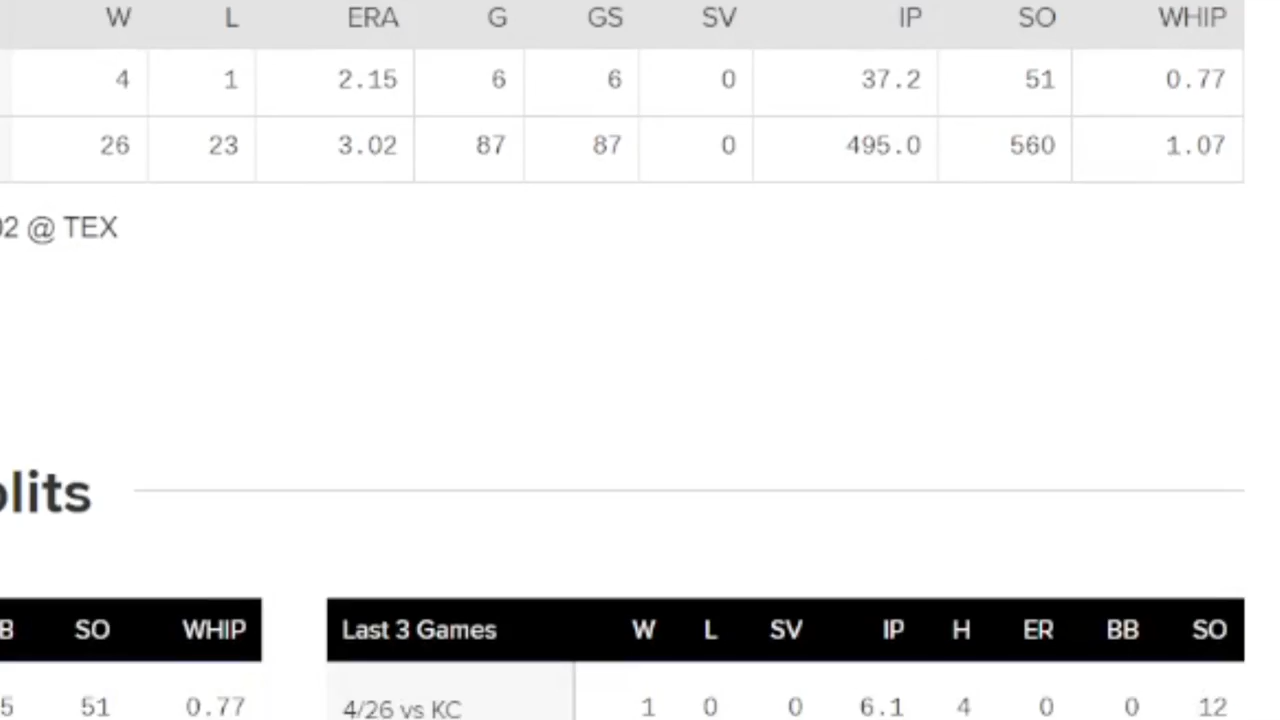 W L ERA G GS SV IP SO WHIP
4 1 2.15 6 6 0 37.2 51 0.77
26 23 3.02 87 87 0 495.0 560 1.07
02 @ TEX
plits
B SO WHIP Last 3 Games W L SV IP H ER BB SO
5 51 0.77 4/26 vs KC 1 0 0 6.1 4 0 0 12